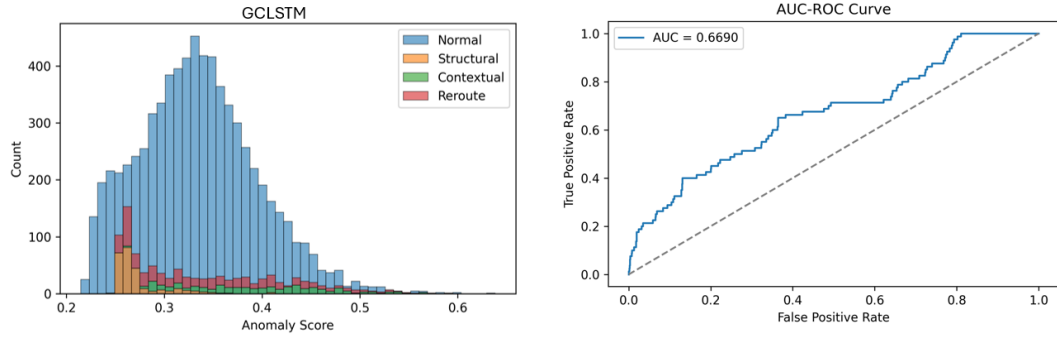 GCLSTM
Normal
Structural
Contextual
Reroute
Count
400
300
200
100
0
0.2 0.3 0.4 0.5 0.6
Anomaly Score
AUC-ROC Curve
AUC = 0.6690
True Positive Rate
1.0
0.8
0.6
0.4
0.2
0.0
0.0 0.2 0.4 0.6 0.8 1.0
False Positive Rate